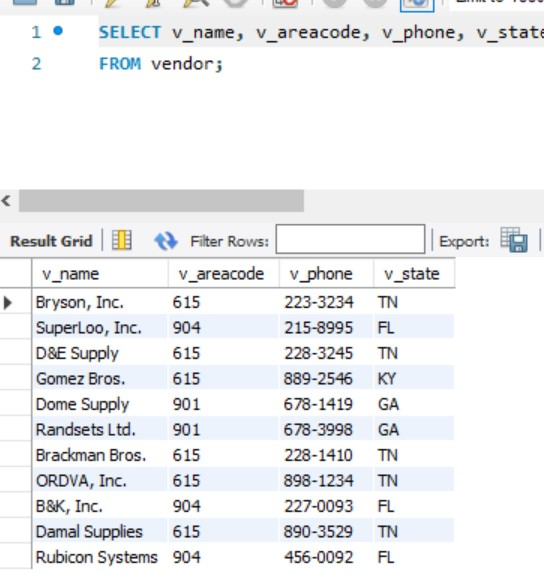 1 SELECT v_name, v_areacode, v_phone, v_state
2 FROM vendor;
Result Grid Filter Rows: Export:
v_name v_areacode v_phone v_state
Bryson, Inc. 615 223-3234 TN
SuperLoo, Inc. 904 215-8995 FL
D&E Supply 615 228-3245 TN
Gomez Bros. 615 889-2546 KY
Dome Supply 901 678-1419 GA
Randsets Ltd. 901 678-3998 GA
Brackman Bros. 615 228-1410 TN
ORDVA, Inc. 615 898-1234 TN
B&K, Inc. 904 227-0093 FL
Damal Supplies 615 890-3529 TN
Rubicon Systems 904 456-0092 FL